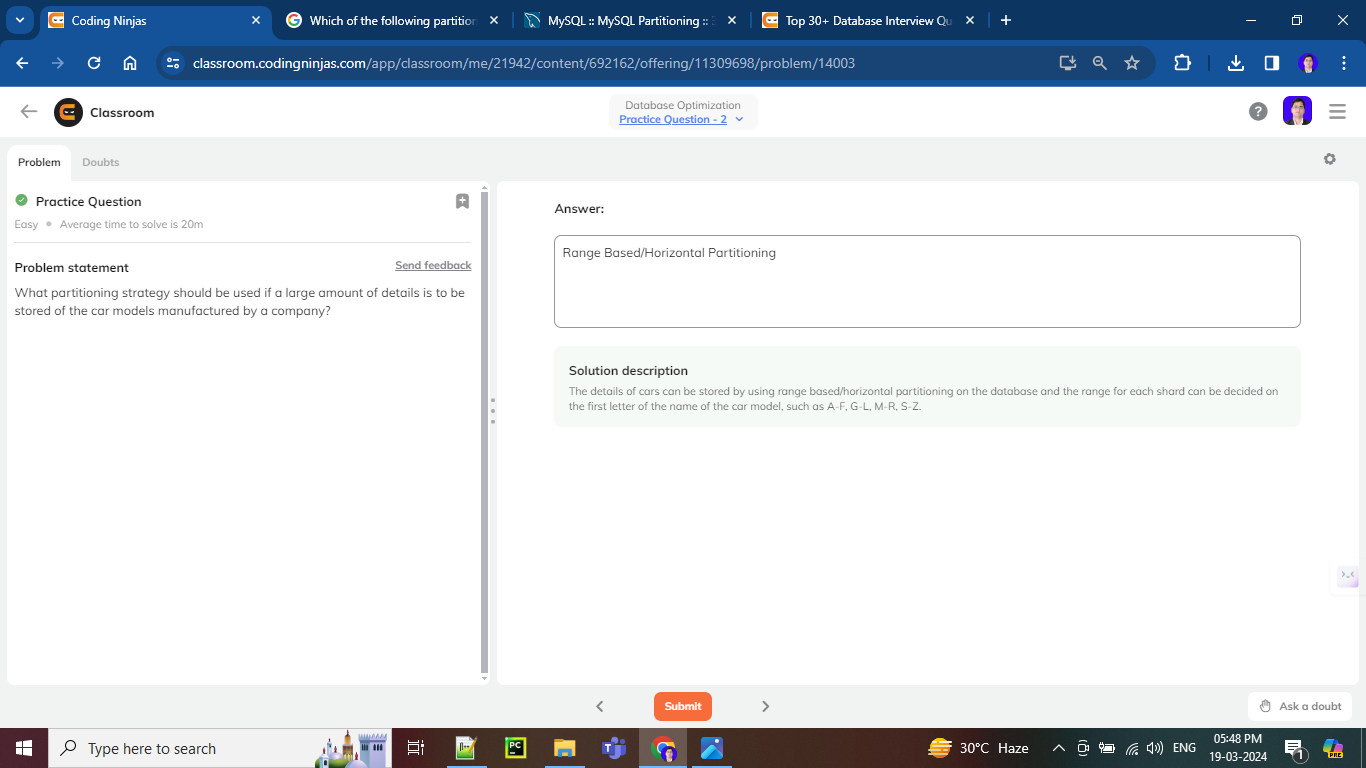 Coding Ninjas
Which of the following partition
MySQL :: MySQL Partitioning ::
Top 30+ Database Interview Qu
classroom.codingninjas.com/app/classroom/me/21942/content/692162/offering/11309698/problem/14003
Classroom
Database Optimization
Practice Question - 2
Problem
Doubts
Practice Question
Easy • Average time to solve is 20m
Problem statement
Send feedback
What partitioning strategy should be used if a large amount of details is to be
stored of the car models manufactured by a company?
Answer:
Range Based/Horizontal Partitioning
Solution description
The details of cars can be stored by using range based/horizontal partitioning on the database and the range for each shard can be decided on
the first letter of the name of the car model, such as A-F, G-L, M-R, S-Z.
Submit
Ask a doubt
Type here to search
PC
30°C Haze
ENG
05:48 PM
19-03-2024
1
PRE